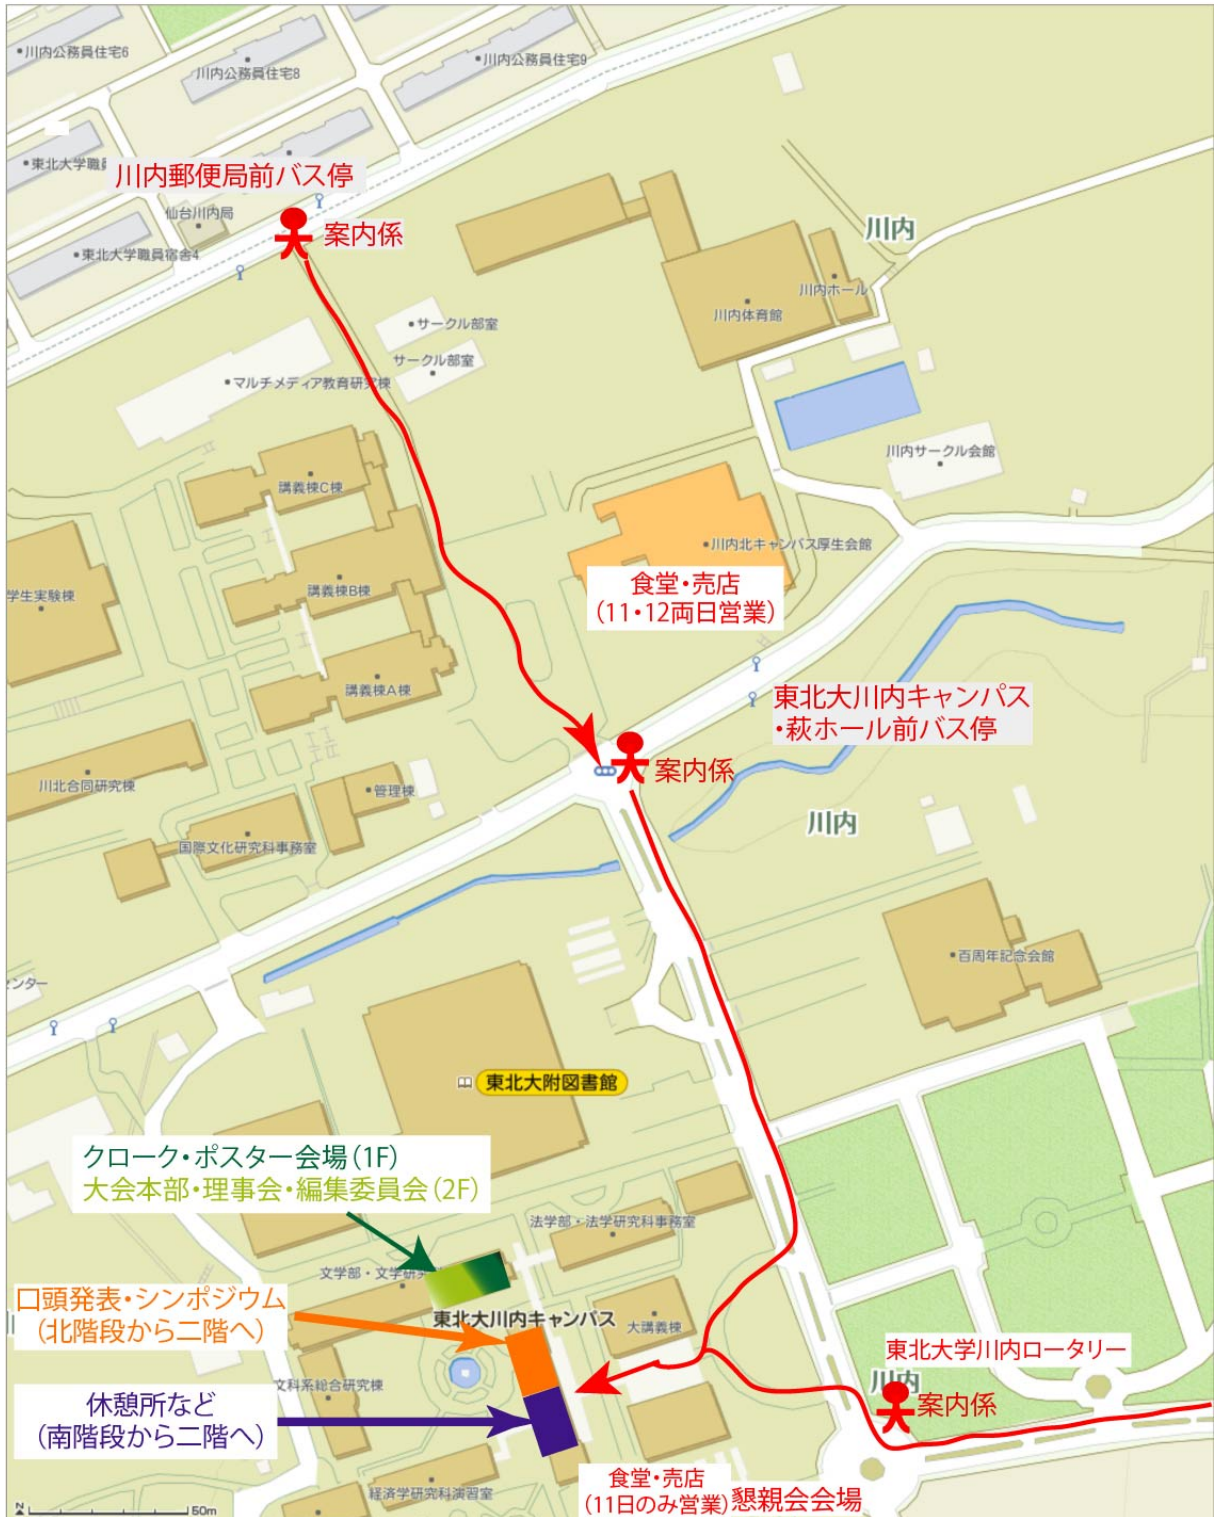 川内公務員住宅6
川内公務員住宅8
川内公務員住宅9
東北大学職員
川内郵便局前バス停
仙台川内局
案内係
東北大学職員宿舎4
川内
川内ホール
川内体育館
サークル部室
サークル部室
マルチメディア教育研究棟
川内サークル会館
講義棟C棟
川内北キャンパス厚生会館
食堂・売店
(11・12両日営業)
講義棟B棟
学生実験棟
講義棟A棟
東北大川内キャンパス
・萩ホール前バス停
案内係
川北合同研究棟
管理棟
川内
国際文化研究科事務室
百周年記念会館
ンター
東北大附図書館
クローク・ポスター会場(1F)
大会本部・理事会・編集委員会(2F)
法学部・法学研究科事務室
文学部・文学研
口頭発表・シンポジウム
(北階段から二階へ)
東北大川内キャンパス
大講義棟
東北大学川内ロータリー
川内
案内係
文科系総合研究棟
休憩所など
(南階段から二階へ)
食堂・売店
(11日のみ営業)
懇親会会場
経済学研究科演習室
N
50m